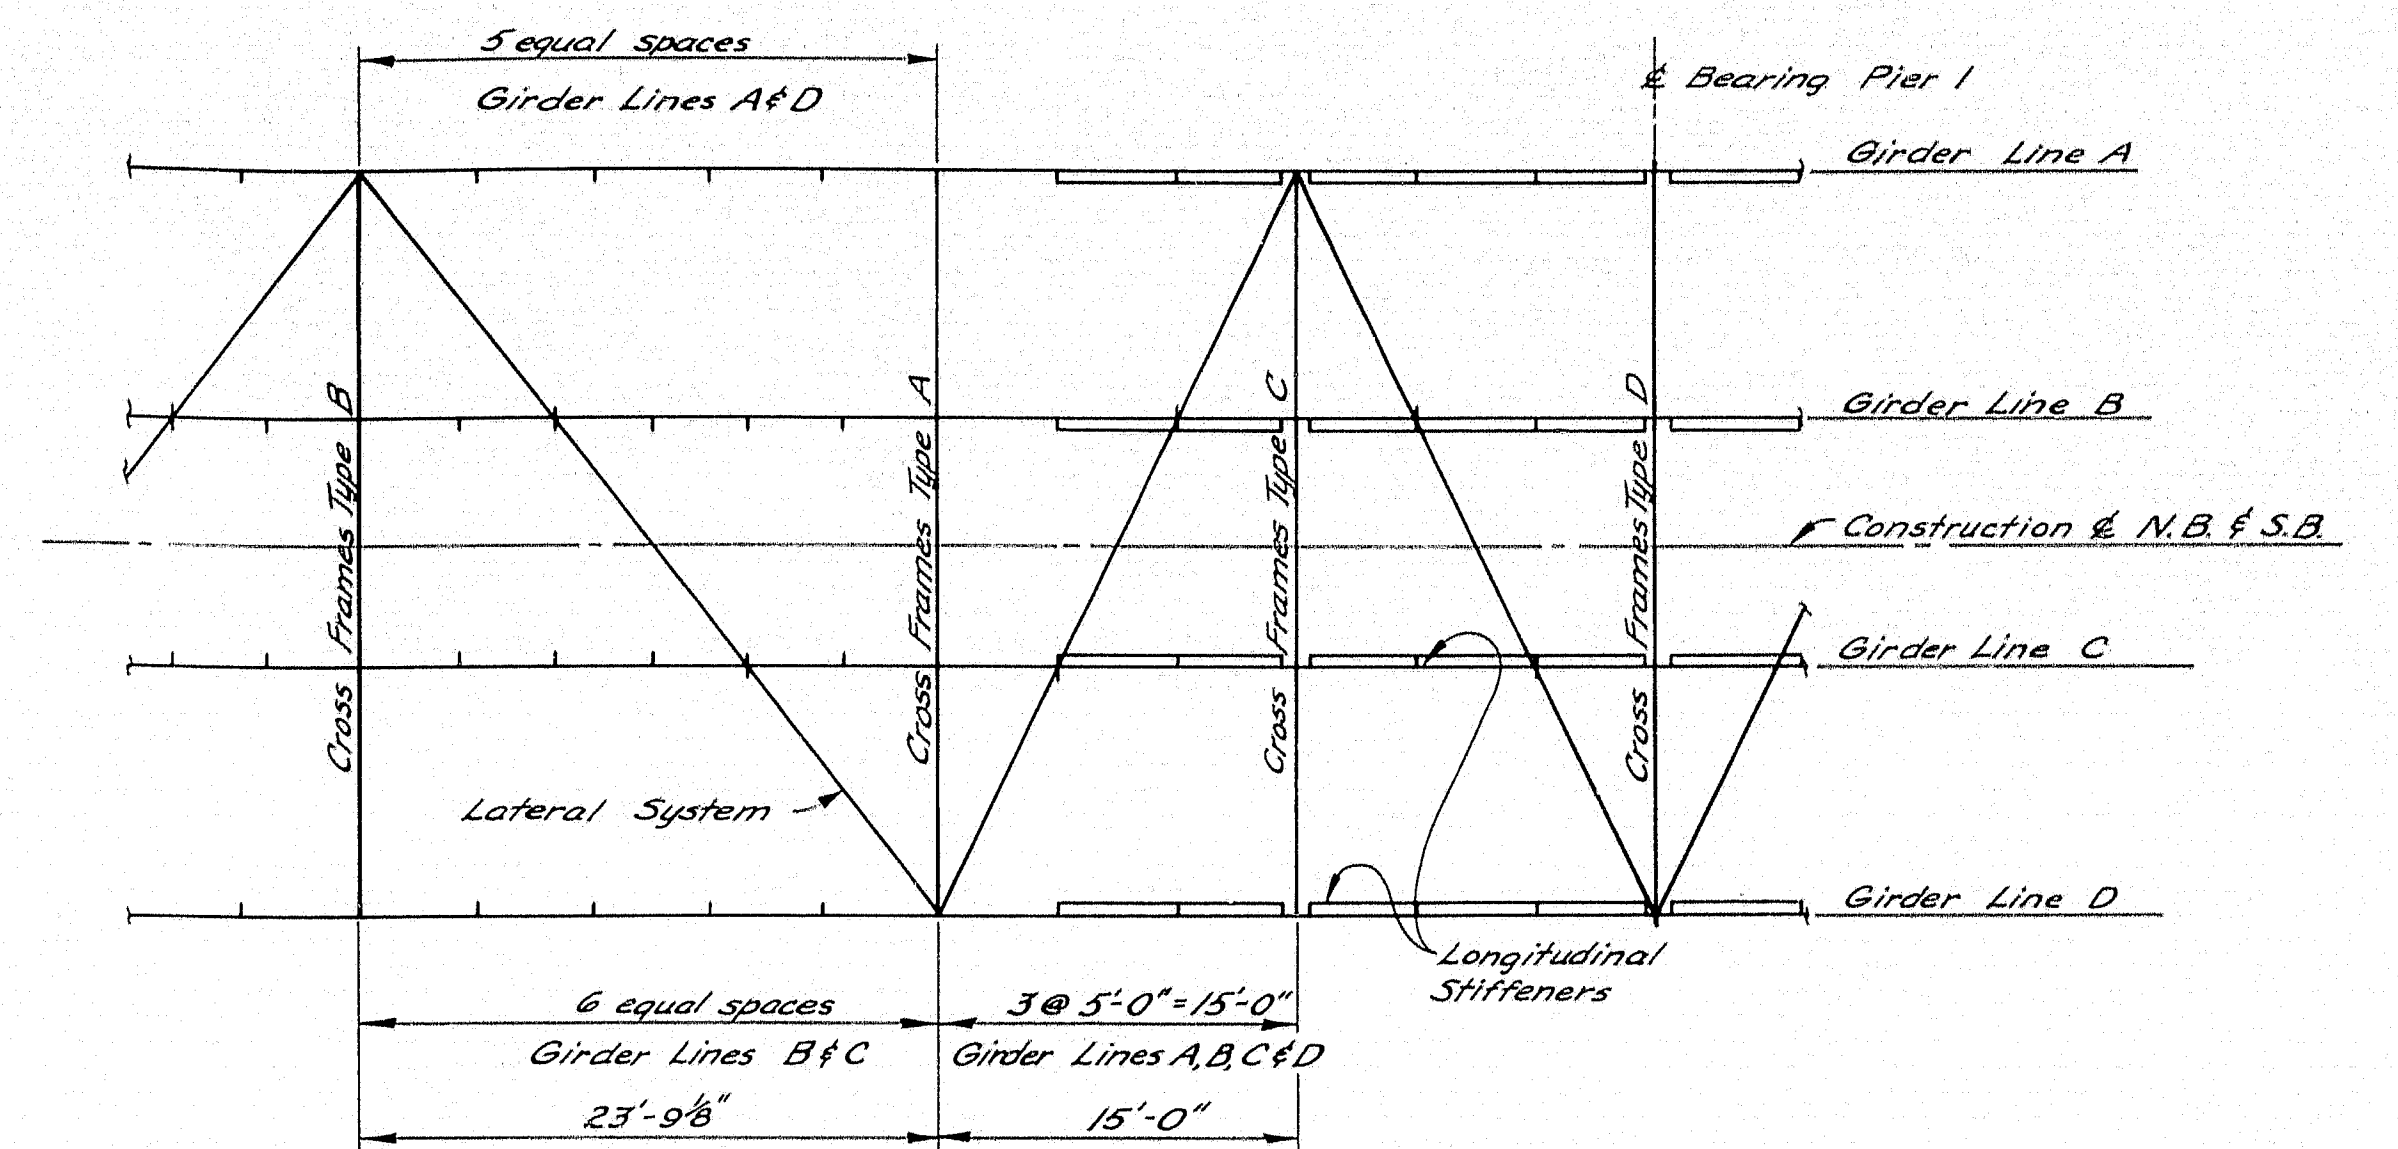 5 equal spaces
Girder Lines A & D
℄ Bearing Pier 1
Girder Line A
Girder Line B
Construction ℄ N.B. & S.B.
Girder Line C
Girder Line D
Cross Frames Type B
Cross Frames Type A
Cross Frames Type C
Cross Frames Type D
Lateral System
Longitudinal
Stiffeners
6 equal spaces
Girder Lines B & C
23'-9⅛"
3 @ 5'-0" = 15'-0"
Girder Lines A, B, C & D
15'-0"